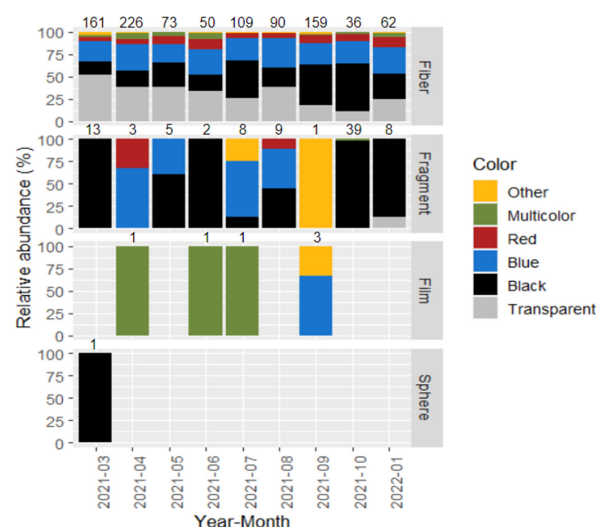 161 226 73 50 109 90 159 36 62
100
75
50
25
0
Fiber
13 3 5 2 8 9 1 39 8
100
75
50
25
0
Fragment
1 1 1 3
100
75
50
25
0
Film
1
100
75
50
25
0
Sphere
Relative abundance (%)
2021-03 2021-04 2021-05 2021-06 2021-07 2021-08 2021-09 2021-10 2022-01
Year-Month
Color
Other
Multicolor
Red
Blue
Black
Transparent